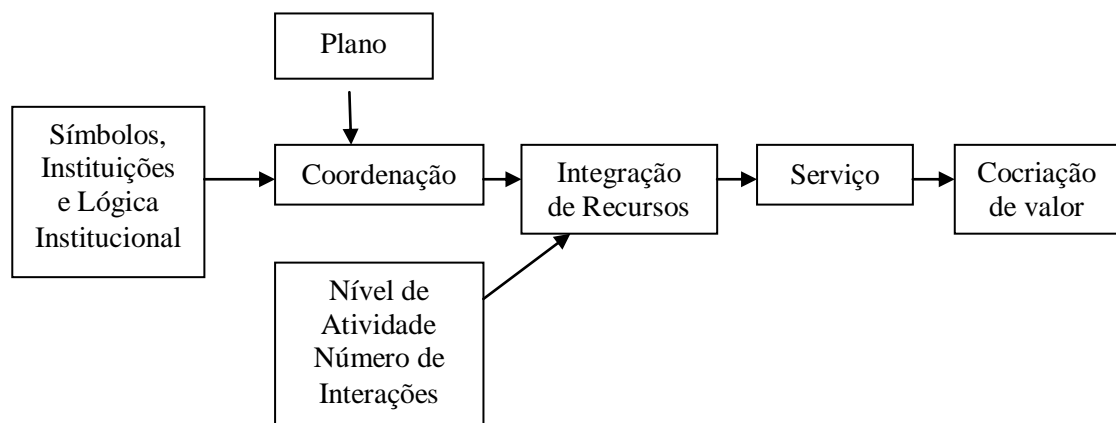 Plano
Símbolos,
Instituições
e Lógica
Institucional
Coordenação
Integração
de Recursos
Serviço
Cocriação
de valor
Nível de
Atividade
Número de
Interações